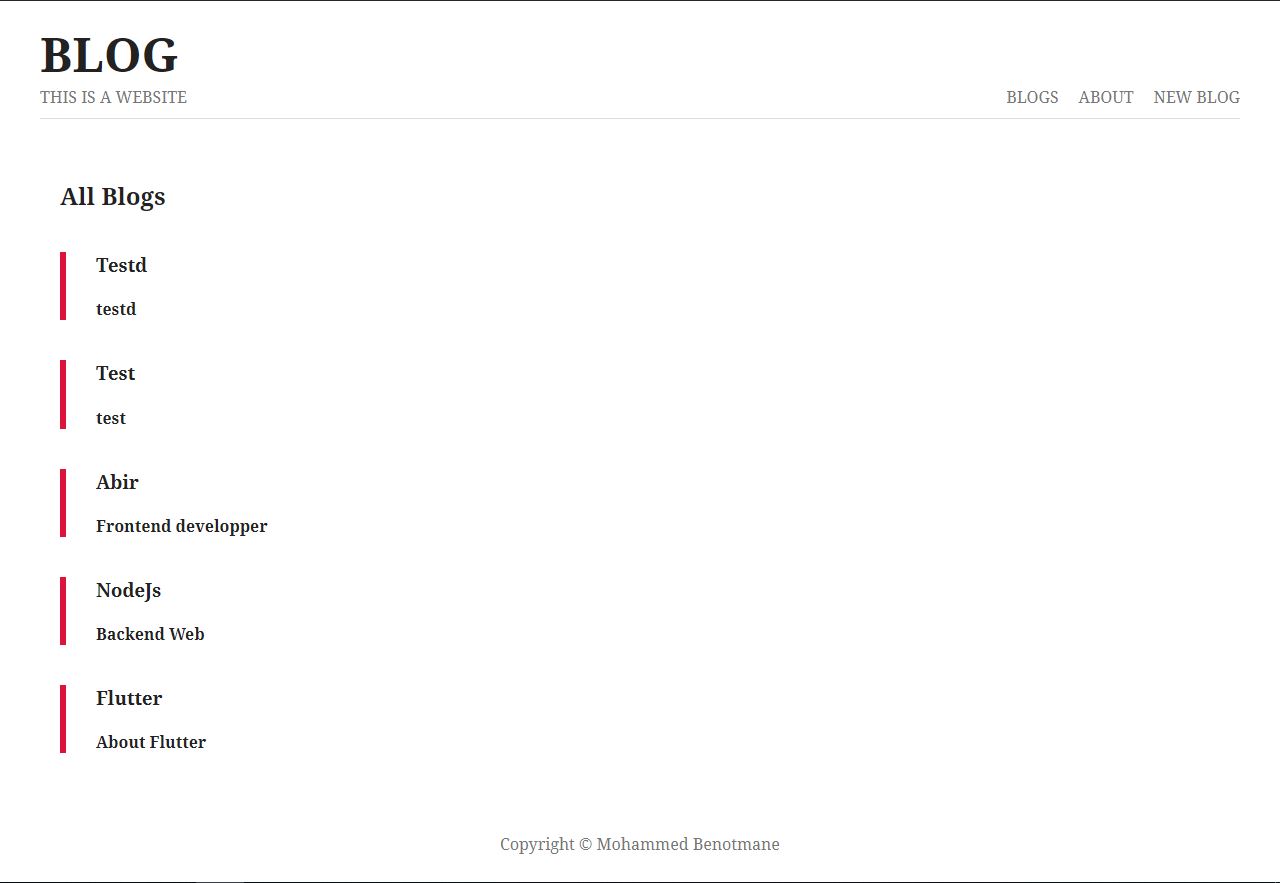 BLOG
THIS IS A WEBSITE
BLOGS ABOUT NEW BLOG
All Blogs
Testd
testd
Test
test
Abir
Frontend developper
NodeJs
Backend Web
Flutter
About Flutter
Copyright © Mohammed Benotmane